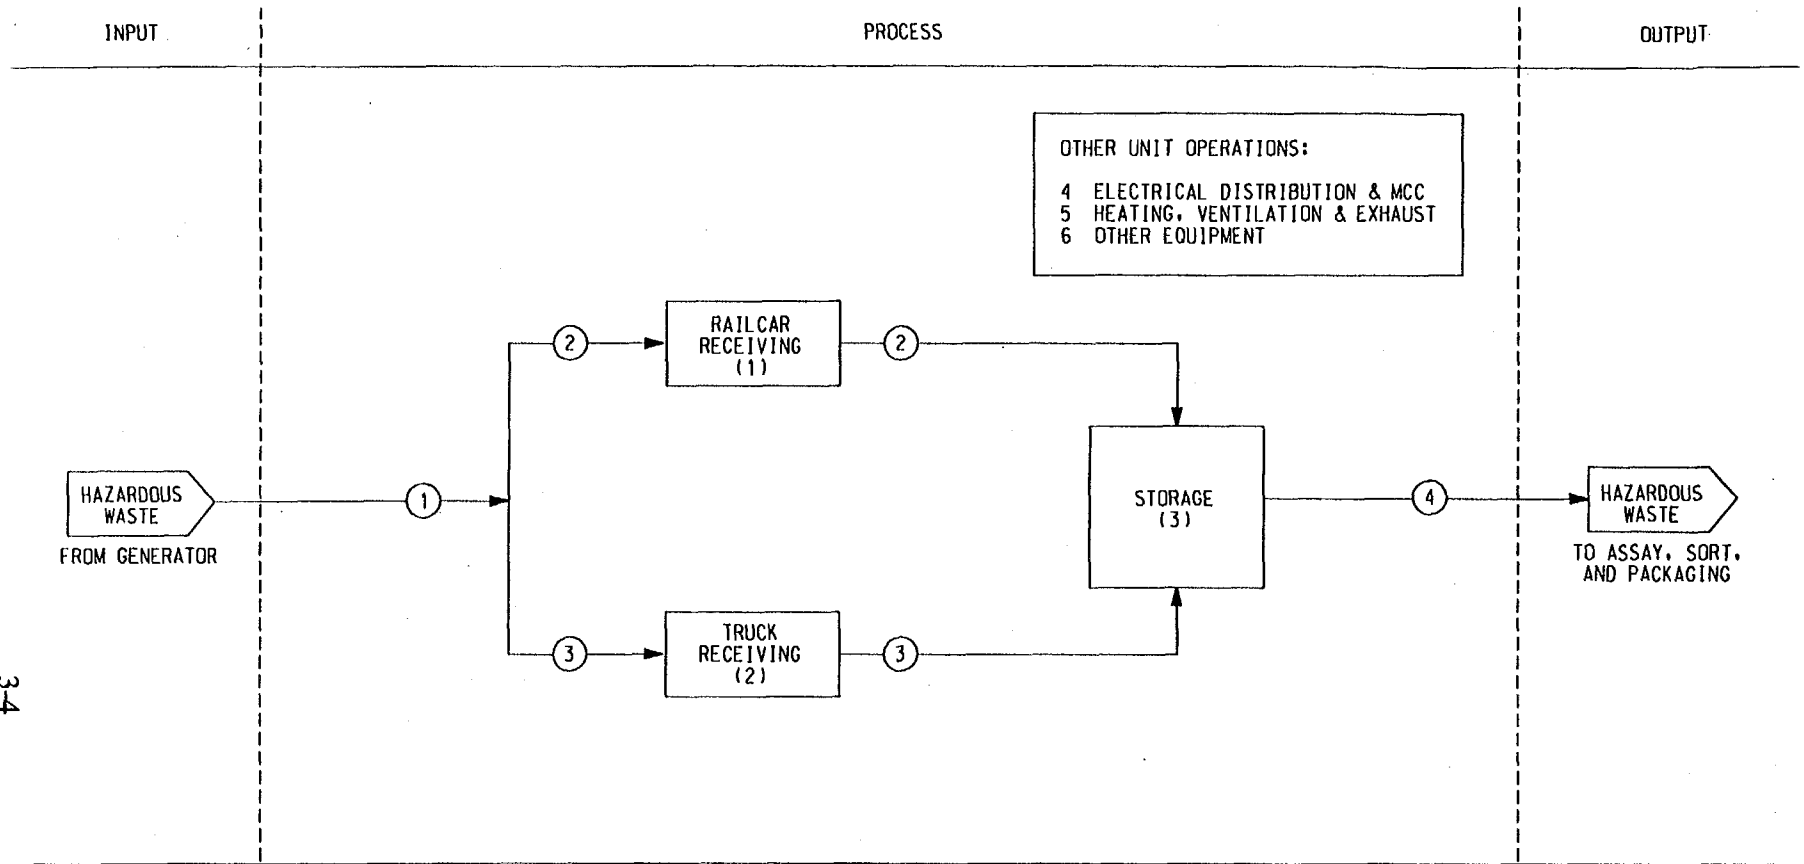 INPUT
PROCESS
OUTPUT
OTHER UNIT OPERATIONS:
4 ELECTRICAL DISTRIBUTION & MCC
5 HEATING, VENTILATION & EXHAUST
6 OTHER EQUIPMENT
2
RAILCAR
RECEIVING
(1)
2
HAZARDOUS
WASTE
FROM GENERATOR
1
STORAGE
(3)
4
HAZARDOUS
WASTE
TO ASSAY, SORT,
AND PACKAGING
3
TRUCK
RECEIVING
(2)
3
3-4